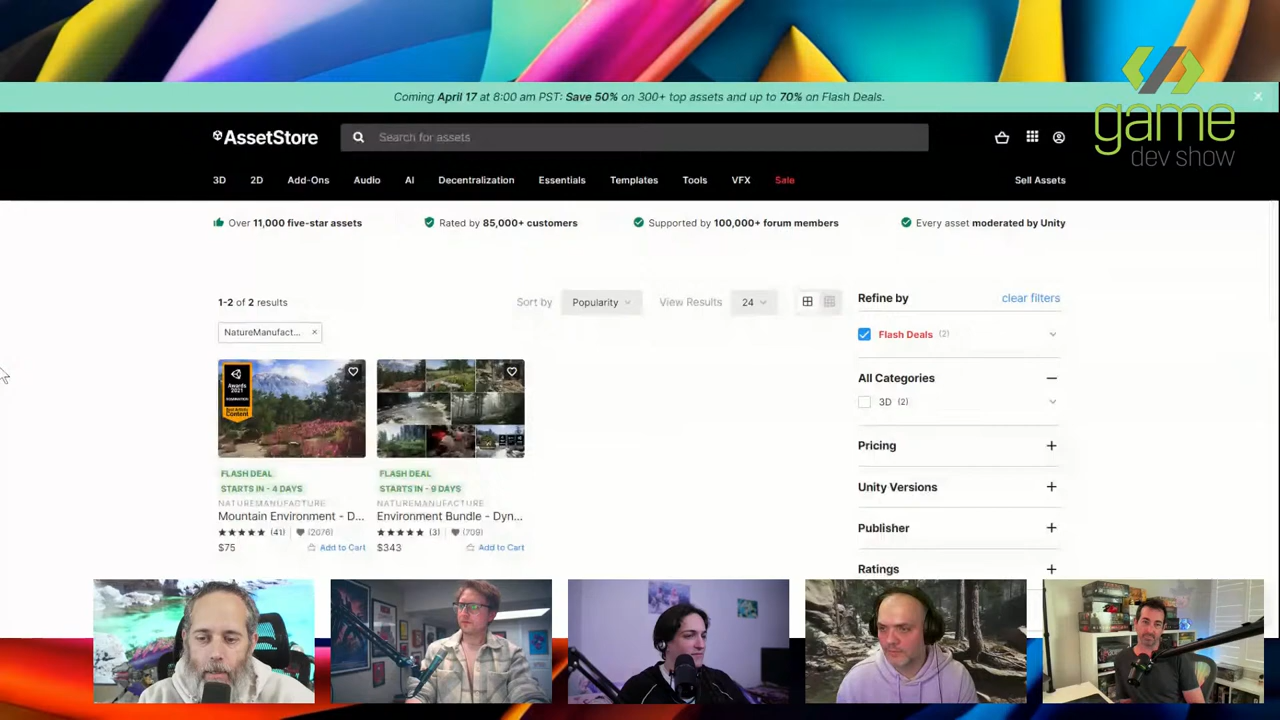 Coming April 17 at 8:00 am PST: Save 50% on 300+ top assets and up to 70% on Flash Deals.
game
dev show
AssetStore
Search for assets
3D 2D Add-Ons Audio AI Decentralization Essentials Templates Tools VFX Sale Sell Assets
Over 11,000 five-star assets Rated by 85,000+ customers Supported by 100,000+ forum members Every asset moderated by Unity
1-2 of 2 results Sort by Popularity View Results 24
Refine by clear filters
NatureManufact...
Flash Deals (2)
All Categories
3D (2)
Pricing
Unity Versions
Publisher
Ratings
Awards
2021
FLASH DEAL
STARTS IN - 4 DAYS
NATUREMANUFACTURE
Mountain Environment - D...
(41) (2076)
$75 Add to Cart
FLASH DEAL
STARTS IN - 9 DAYS
NATUREMANUFACTURE
Environment Bundle - Dyn...
(3) (709)
$343 Add to Cart